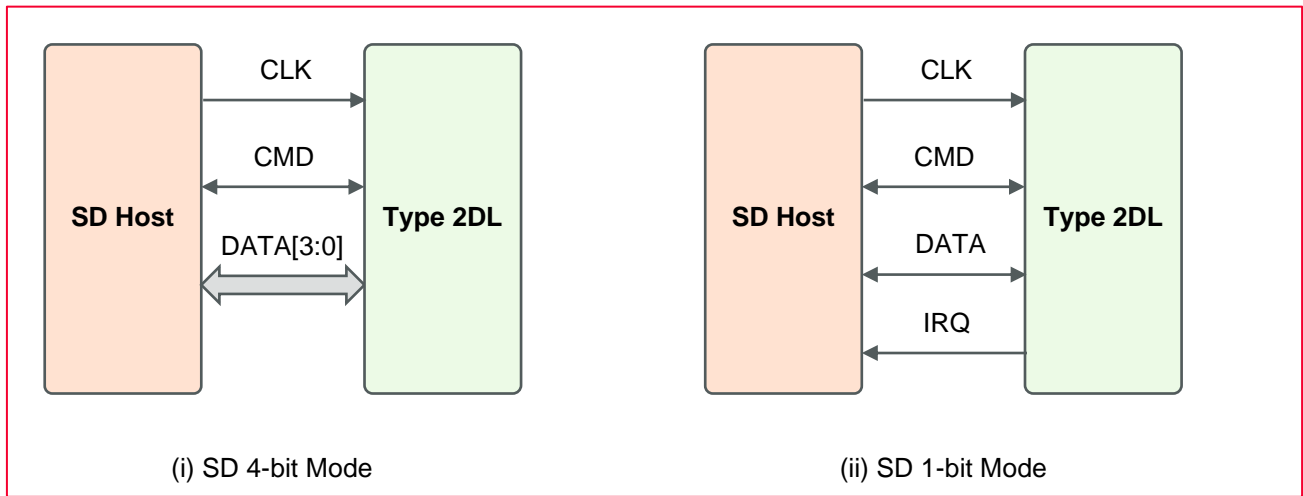 CLK
CMD
SD Host
Type 2DL
DATA[3:0]
(i) SD 4-bit Mode
CLK
CMD
SD Host
Type 2DL
DATA
IRQ
(ii) SD 1-bit Mode